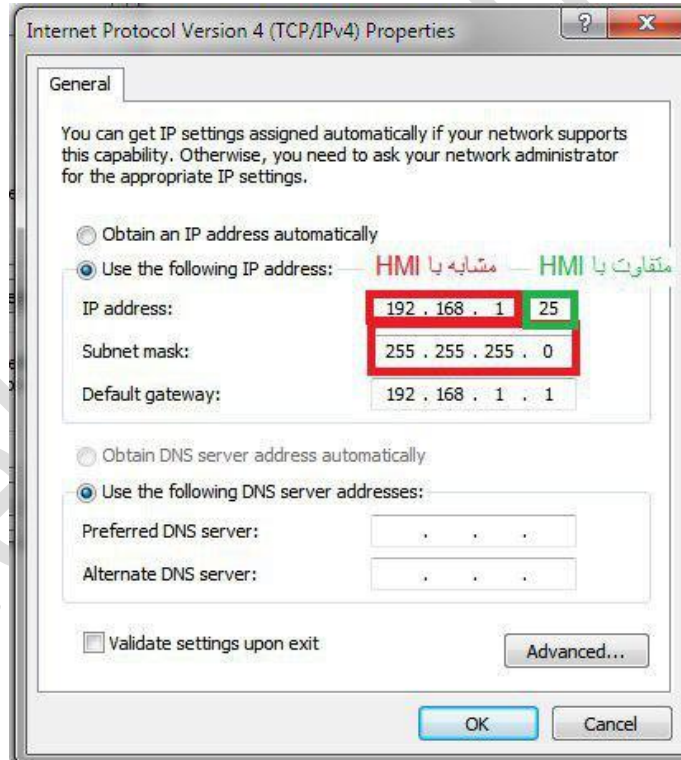 Internet Protocol Version 4 (TCP/IPv4) Properties
General
You can get IP settings assigned automatically if your network supports
this capability. Otherwise, you need to ask your network administrator
for the appropriate IP settings.
Obtain an IP address automatically
Use the following IP address:
مشابه با HMI
متفاوت با HMI
IP address: 192 . 168 . 1 25
Subnet mask: 255 . 255 . 255 . 0
Default gateway: 192 . 168 . 1 . 1
Obtain DNS server address automatically
Use the following DNS server addresses:
Preferred DNS server: . . .
Alternate DNS server: . . .
Validate settings upon exit
Advanced...
OK Cancel